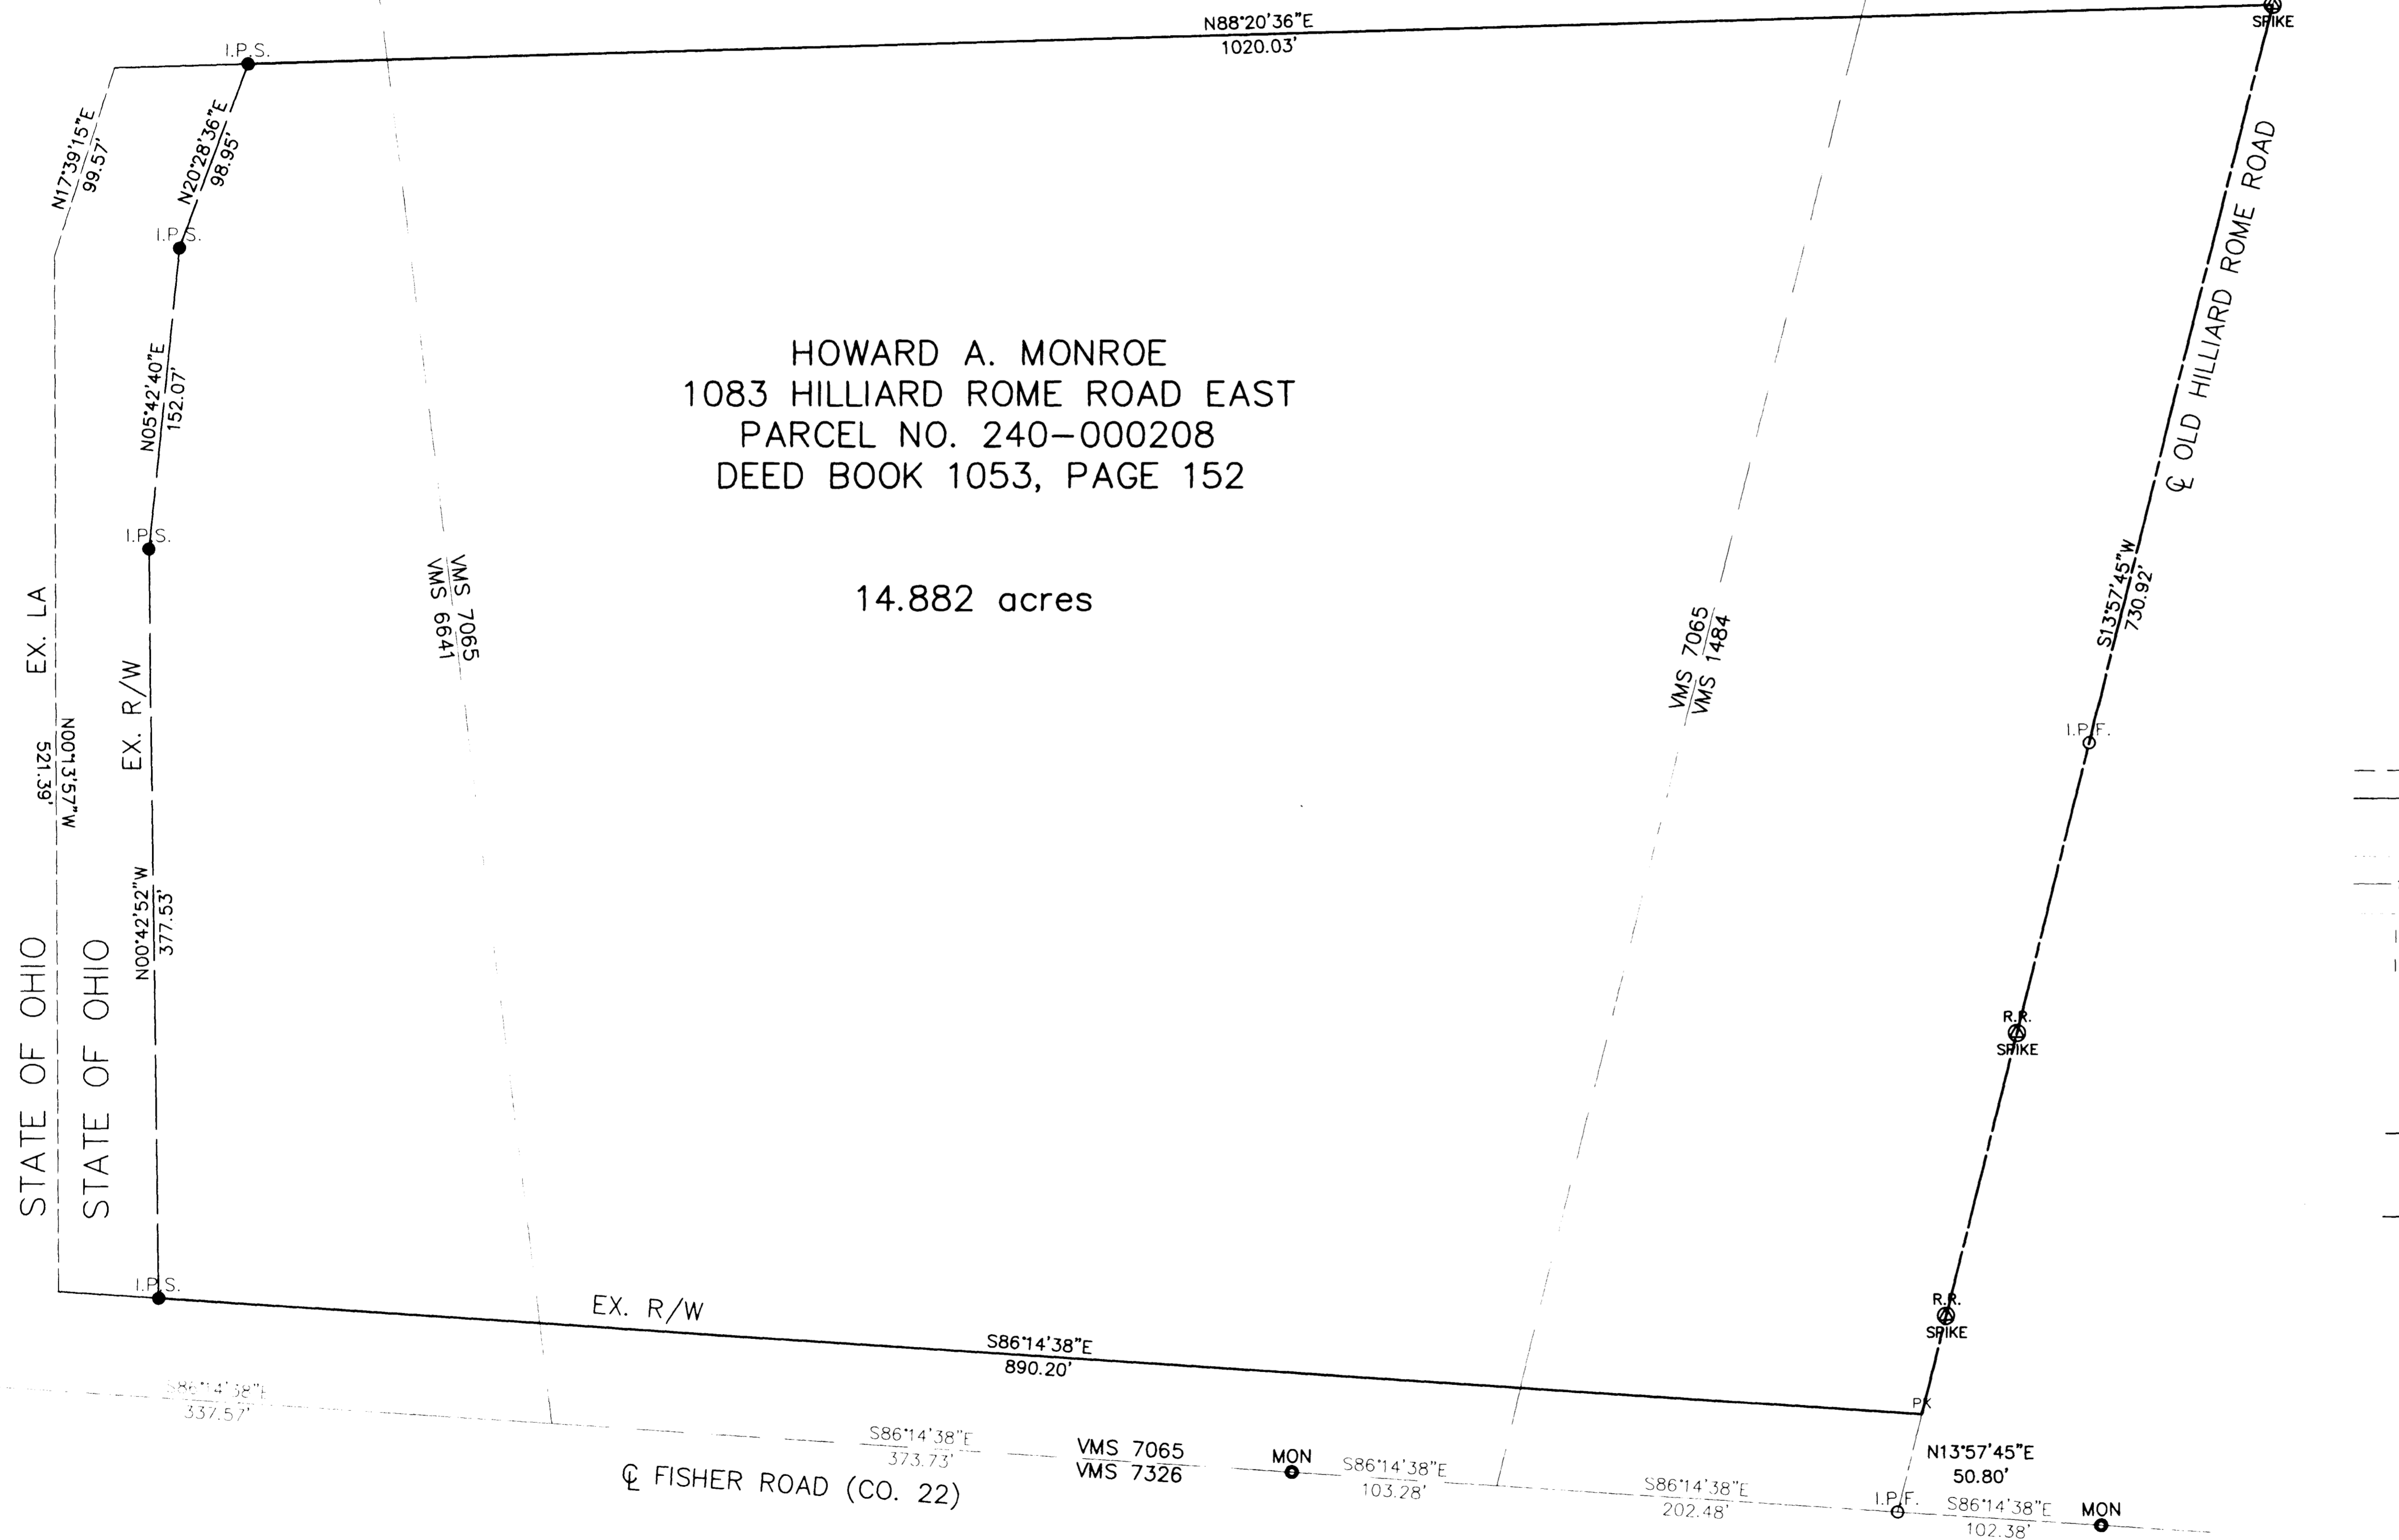 N88°20'36"E
1020.03'
SPIKE
I.P.S.
N17°39'15"E
99.57'
N20°28'36"E
98.95'
I.P.S.
N05°42'40"E
152.07'
I.P.S.
HOWARD A. MONROE
1083 HILLIARD ROME ROAD EAST
PARCEL NO. 240-000208
DEED BOOK 1053, PAGE 152
14.882 acres
VMS 7065
VMS 6641
VMS 7065
VMS 1484
℄ OLD HILLIARD ROME ROAD
S13°57'45"W
730.92'
I.P.F.
EX. LA
EX. R/W
N00°13'57"W
521.39'
N00°42'52"W
377.53'
STATE OF OHIO
STATE OF OHIO
R.R.
SPIKE
R.R.
SPIKE
I.P.S.
EX. R/W
S86°14'38"E
890.20'
PK
S86°14'38"E
337.57'
S86°14'38"E
373.73'
VMS 7065
VMS 7326
MON
S86°14'38"E
103.28'
S86°14'38"E
202.48'
N13°57'45"E
50.80'
I.P.F.
S86°14'38"E
102.38'
MON
℄ FISHER ROAD (CO. 22)